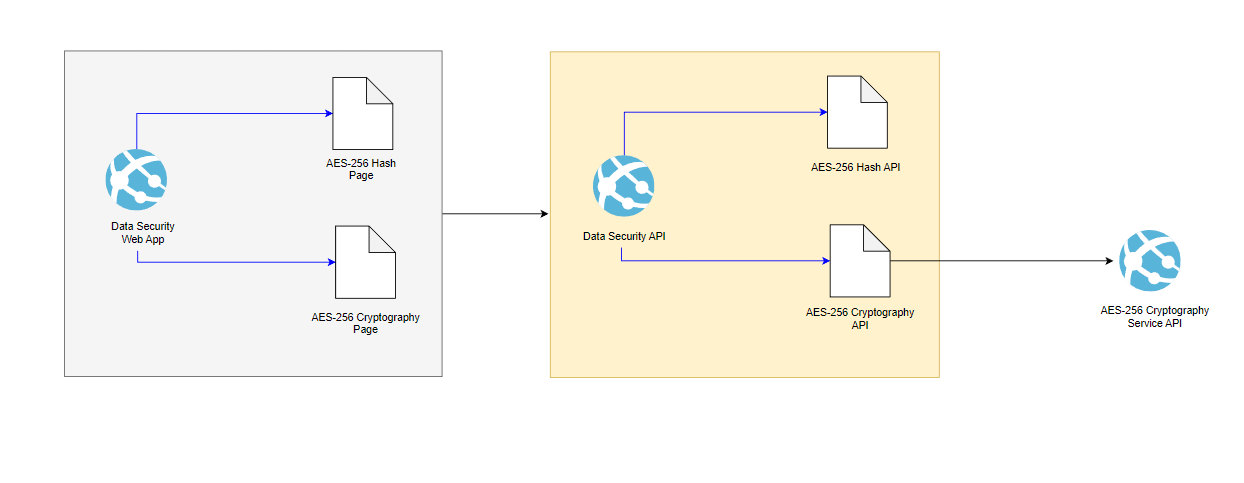 AES-256 Hash
Page
Data Security
Web App
AES-256 Cryptography
Page
AES-256 Hash API
Data Security API
AES-256 Cryptography
API
AES-256 Cryptography
Service API